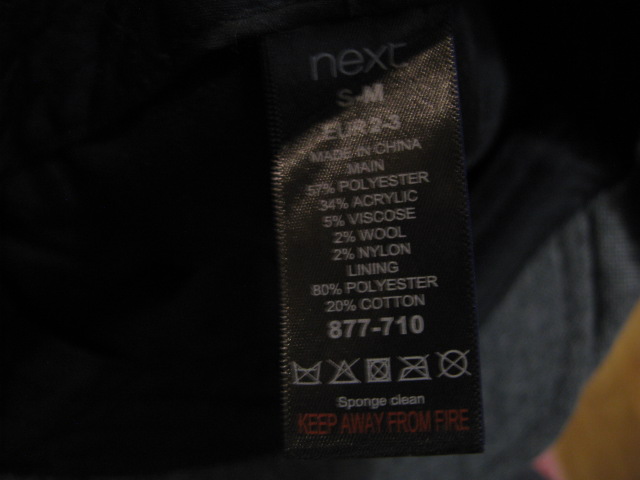 next
S-M
EUR 2-3
MADE IN CHINA
MAIN
57% POLYESTER
34% ACRYLIC
5% VISCOSE
2% WOOL
2% NYLON
LINING
80% POLYESTER
20% COTTON
877-710
Sponge clean
KEEP AWAY FROM FIRE